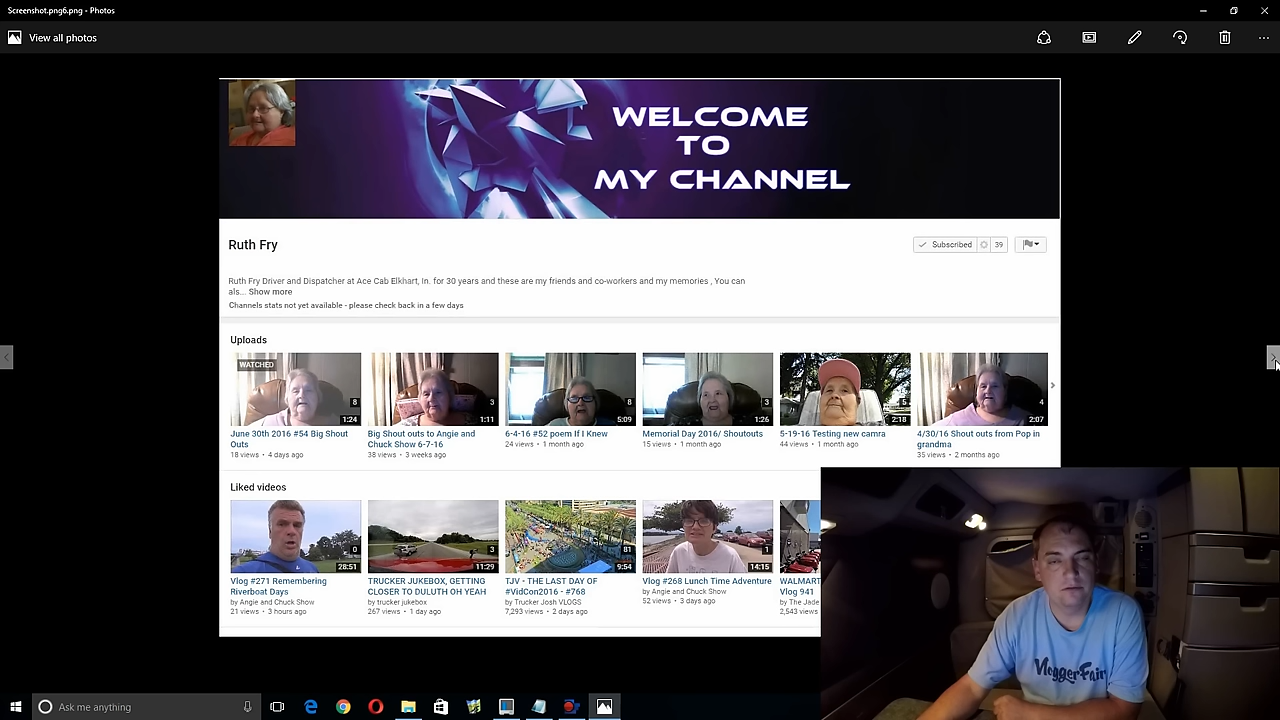 Screenshot.png6.png - Photos
View all photos
WELCOME
TO
MY CHANNEL
Ruth Fry
Subscribed 39
Ruth Fry Driver and Dispatcher at Ace Cab Elkhart, In. for 30 years and these are my friends and co-workers and my memories , You can
als... Show more
Channels stats not yet available - please check back in a few days
Uploads
WATCHED
8 3 8 3 5 4
1:24 1:11 5:09 1:26 2:18 2:07
June 30th 2016 #54 Big Shout
Outs
18 views • 4 days ago
Big Shout outs to Angie and
Chuck Show 6-7-16
38 views • 3 weeks ago
6-4-16 #52 poem If I Knew
24 views • 1 month ago
Memorial Day 2016/ Shoutouts
15 views • 1 month ago
5-19-16 Testing new camra
44 views • 1 month ago
4/30/16 Shout outs from Pop in
grandma
35 views • 2 months ago
Liked videos
0 3 81 1
28:51 11:29 9:54 14:15
Vlog #271 Remembering
Riverboat Days
by Angie and Chuck Show
21 views • 3 hours ago
TRUCKER JUKEBOX, GETTING
CLOSER TO DULUTH OH YEAH
by trucker jukebox
267 views • 1 day ago
TJV - THE LAST DAY OF
#VidCon2016 - #768
by Trucker Josh VLOGS
7,293 views • 2 days ago
Vlog #268 Lunch Time Adventure
by Angie and Chuck Show
52 views • 3 days ago
WALMART
Vlog 941
by The Jade
2,543 views
VloggerFair
Ask me anything